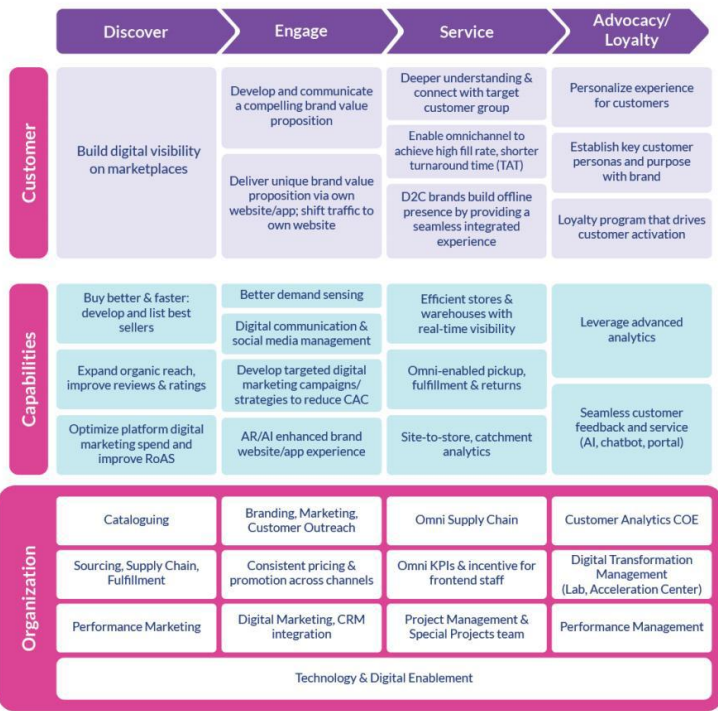 Discover
Engage
Service
Advocacy/
Loyalty
Customer
Build digital visibility
on marketplaces
Develop and communicate
a compelling brand value
proposition
Deliver unique brand value
proposition via own
website/app; shift traffic to
own website
Deeper understanding &
connect with target
customer group
Enable omnichannel to
achieve high fill rate, shorter
turnaround time (TAT)
D2C brands build offline
presence by providing a
seamless integrated
experience
Personalize experience
for customers
Establish key customer
personas and purpose
with brand
Loyalty program that drives
customer activation
Capabilities
Buy better & faster:
develop and list best
sellers
Expand organic reach,
improve reviews & ratings
Optimize platform digital
marketing spend and
improve RoAS
Better demand sensing
Digital communication &
social media management
Develop targeted digital
marketing campaigns/
strategies to reduce CAC
AR/AI enhanced brand
website/app experience
Efficient stores &
warehouses with
real-time visibility
Omni-enabled pickup,
fulfillment & returns
Site-to-store, catchment
analytics
Leverage advanced
analytics
Seamless customer
feedback and service
(AI, chatbot, portal)
Organization
Cataloguing
Sourcing, Supply Chain,
Fulfillment
Performance Marketing
Branding, Marketing,
Customer Outreach
Consistent pricing &
promotion across channels
Digital Marketing, CRM
integration
Omni Supply Chain
Omni KPIs & incentive for
frontend staff
Project Management &
Special Projects team
Customer Analytics COE
Digital Transformation
Management
(Lab, Acceleration Center)
Performance Management
Technology & Digital Enablement